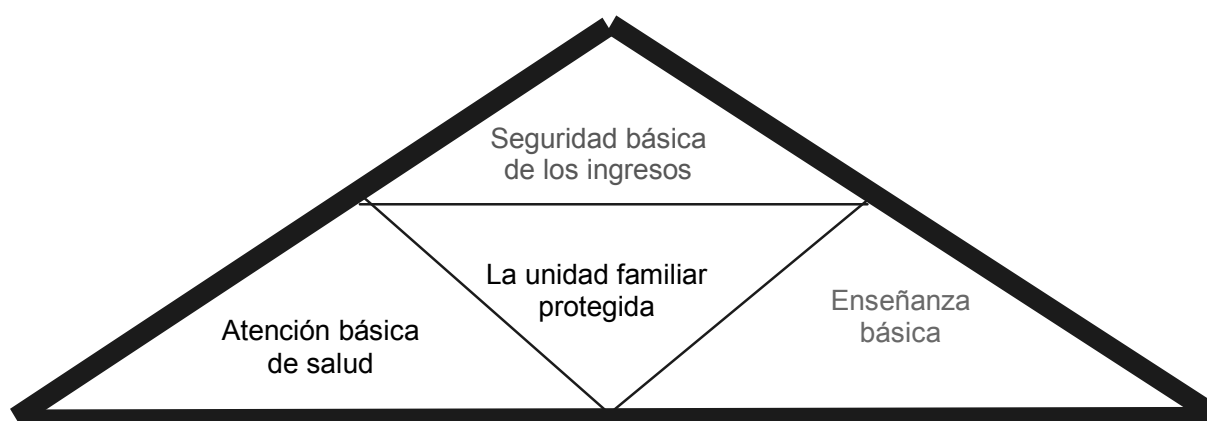 Seguridad básica
de los ingresos
La unidad familiar
protegida
Atención básica
de salud
Enseñanza
básica